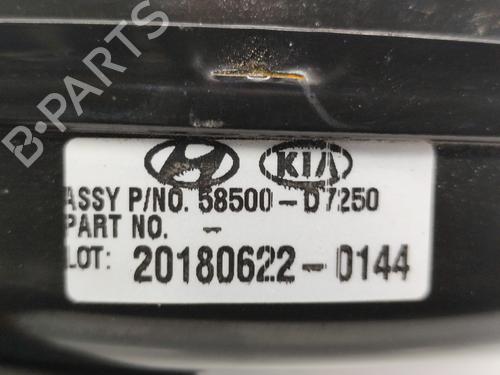 B-PARTS
KIA
ASSY P/NO. 58500-D7250
PART NO. -
LOT: 20180622-0144